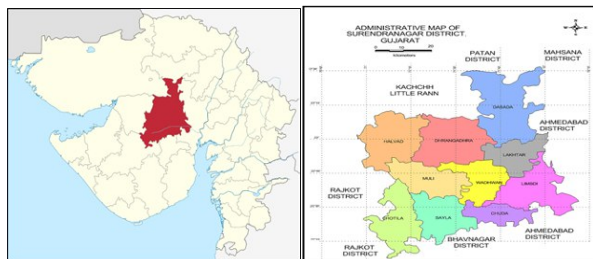 ADMINISTRATIVE MAP OF
SURENDRANAGAR DISTRICT.
GUJARAT
PATAN
DISTRICT
MAHSANA
DISTRICT
KACHCHH
LITTLE RANN
DASADA
AHMEDABAD
DISTRICT
HALVAD
DHRANGADHRA
LAKHTAR
MULI
WADHWAN
LIMBDI
RAJKOT
DISTRICT
CHOTILA
SAYLA
CHUDA
RAJKOT
DISTRICT
BHAVNAGAR
DISTRICT
AHMEDABAD
DISTRICT